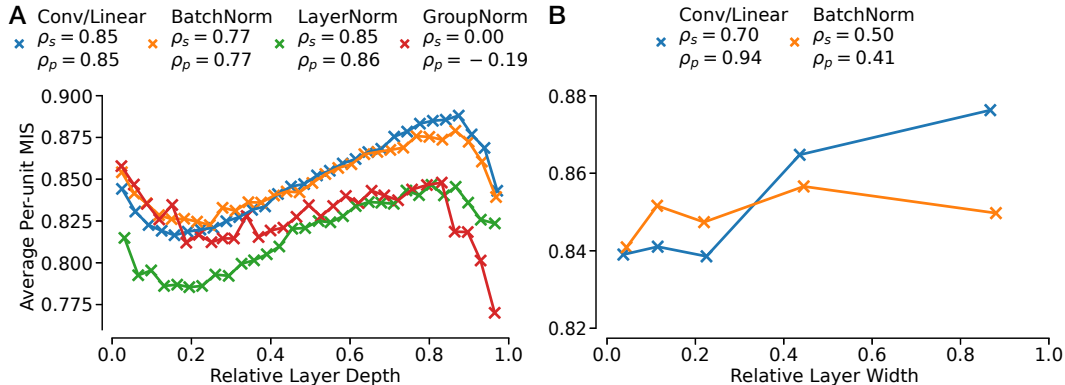 A
Conv/Linear BatchNorm LayerNorm GroupNorm
ρs = 0.85 ρs = 0.77 ρs = 0.85 ρs = 0.00
ρp = 0.85 ρp = 0.77 ρp = 0.86 ρp = −0.19
Average Per-unit MIS
0.900
0.875
0.850
0.825
0.800
0.775
0.0 0.2 0.4 0.6 0.8 1.0
Relative Layer Depth
B
Conv/Linear BatchNorm
ρs = 0.70 ρs = 0.50
ρp = 0.94 ρp = 0.41
0.88
0.86
0.84
0.82
0.0 0.2 0.4 0.6 0.8 1.0
Relative Layer Width